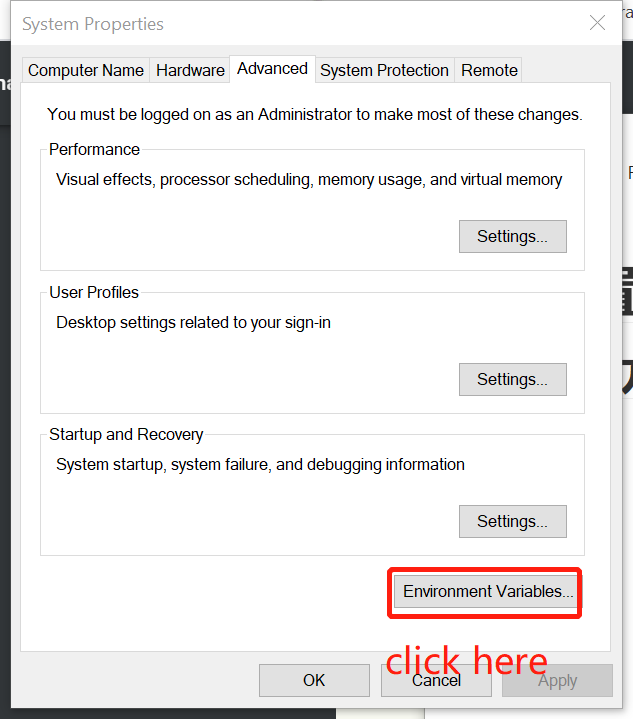 System Properties
Computer Name Hardware Advanced System Protection Remote
You must be logged on as an Administrator to make most of these changes.
Performance
Visual effects, processor scheduling, memory usage, and virtual memory
Settings...
User Profiles
Desktop settings related to your sign-in
Settings...
Startup and Recovery
System startup, system failure, and debugging information
Settings...
Environment Variables...
click here
OK Cancel Apply